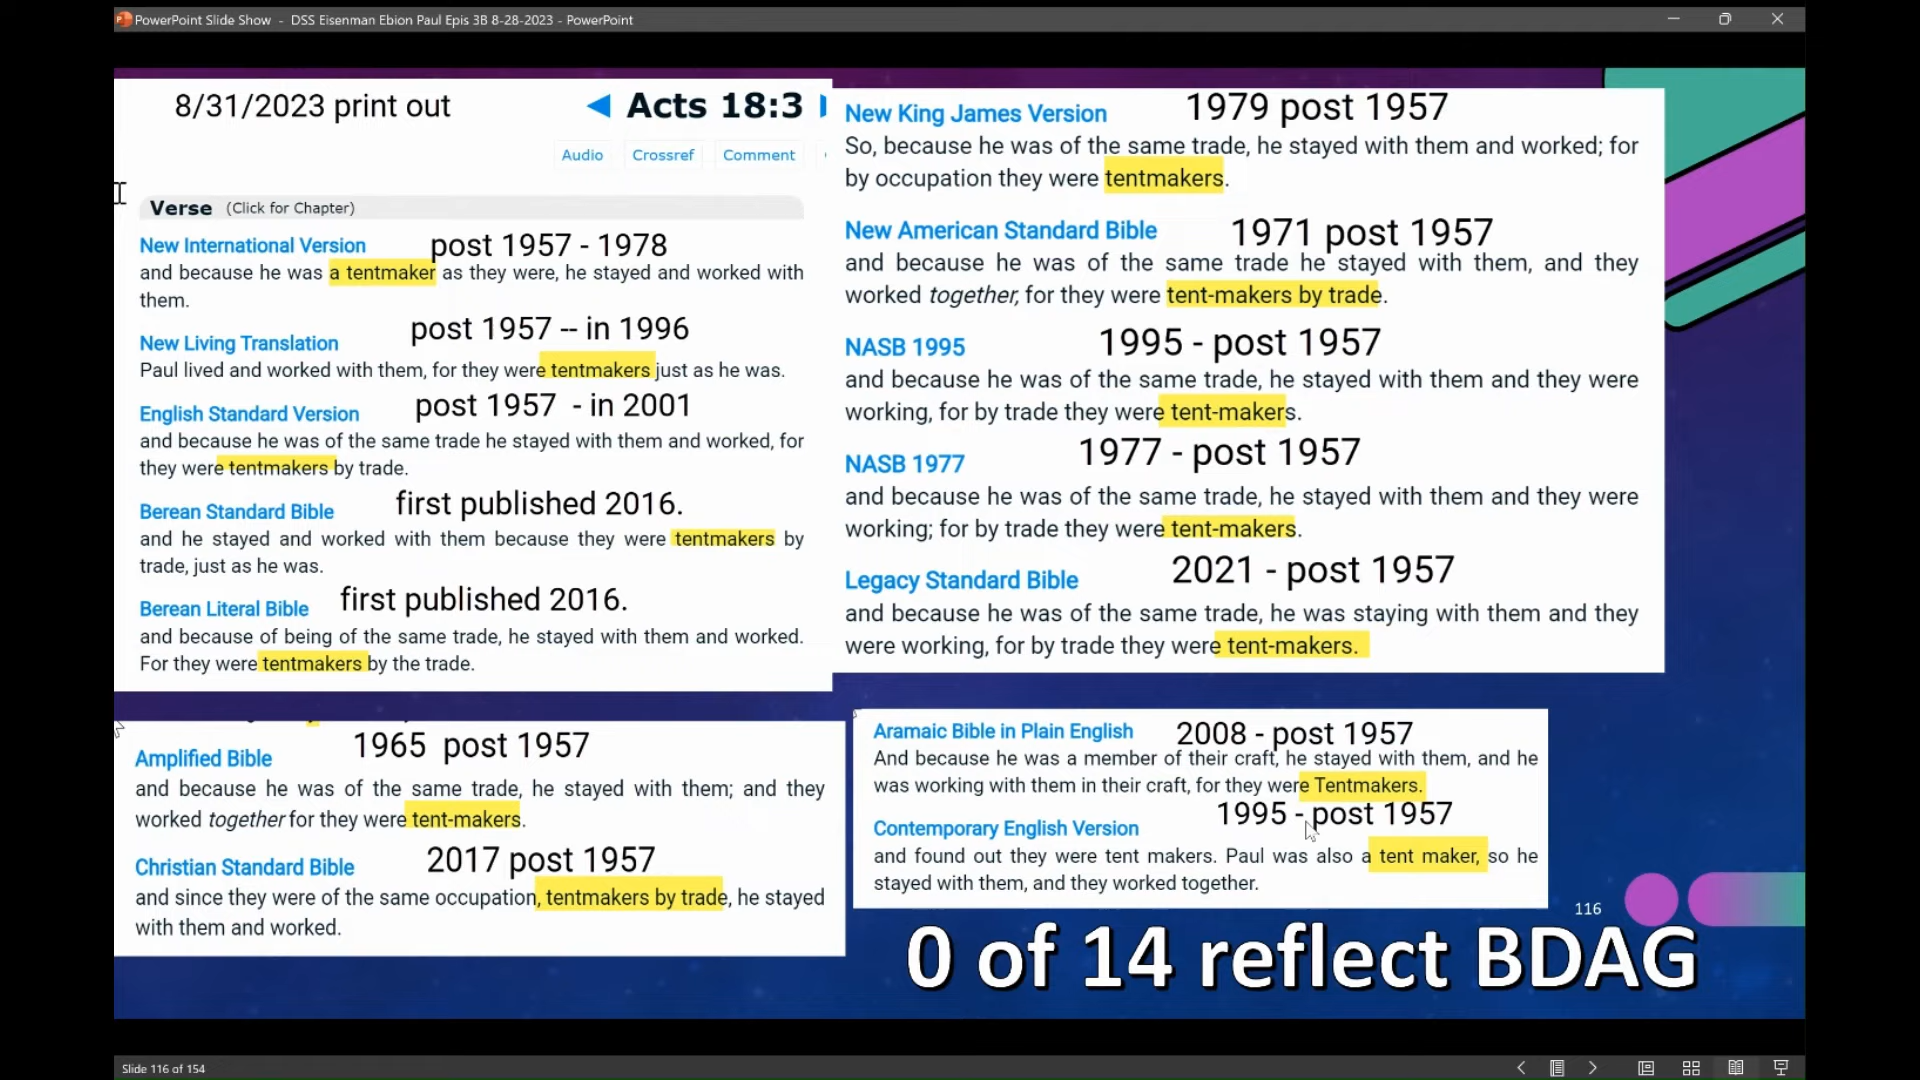 PowerPoint Slide Show - DSS Eisenman Ebion Paul Epis 3B 8-28-2023 - PowerPoint
8/31/2023 print out
Acts 18:3
Audio Crossref Comment
Verse (Click for Chapter)
New International Version post 1957 - 1978
and because he was a tentmaker as they were, he stayed and worked with
them.
New Living Translation post 1957 -- in 1996
Paul lived and worked with them, for they were tentmakers just as he was.
English Standard Version post 1957 - in 2001
and because he was of the same trade he stayed with them and worked, for
they were tentmakers by trade.
Berean Standard Bible first published 2016.
and he stayed and worked with them because they were tentmakers by
trade, just as he was.
Berean Literal Bible first published 2016.
and because of being of the same trade, he stayed with them and worked.
For they were tentmakers by the trade.
New King James Version 1979 post 1957
So, because he was of the same trade, he stayed with them and worked; for
by occupation they were tentmakers.
New American Standard Bible 1971 post 1957
and because he was of the same trade he stayed with them, and they
worked together, for they were tent-makers by trade.
NASB 1995 1995 - post 1957
and because he was of the same trade, he stayed with them and they were
working, for by trade they were tent-makers.
NASB 1977 1977 - post 1957
and because he was of the same trade, he stayed with them and they were
working; for by trade they were tent-makers.
Legacy Standard Bible 2021 - post 1957
and because he was of the same trade, he was staying with them and they
were working, for by trade they were tent-makers.
Amplified Bible 1965 post 1957
and because he was of the same trade, he stayed with them; and they
worked together for they were tent-makers.
Christian Standard Bible 2017 post 1957
and since they were of the same occupation, tentmakers by trade, he stayed
with them and worked.
Aramaic Bible in Plain English 2008 - post 1957
And because he was a member of their craft, he stayed with them, and he
was working with them in their craft, for they were Tentmakers.
Contemporary English Version 1995 - post 1957
and found out they were tent makers. Paul was also a tent maker, so he
stayed with them, and they worked together.
116
0 of 14 reflect BDAG
Slide 116 of 154